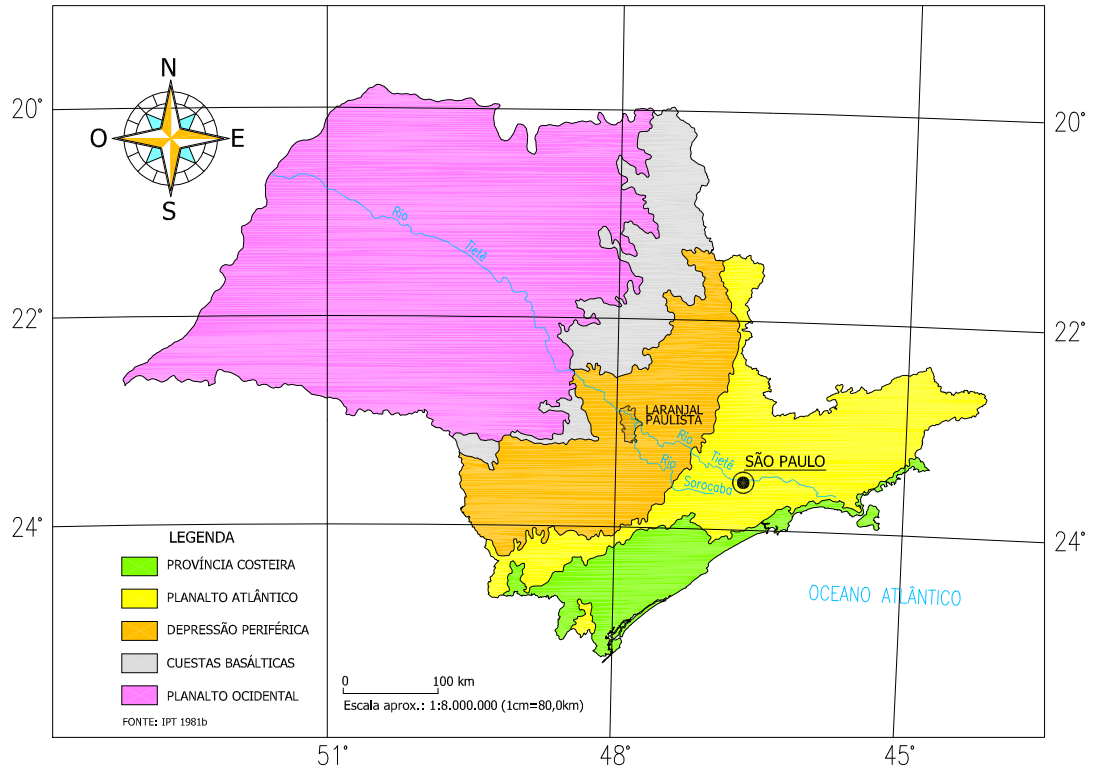 N
O
E
S
20°
20°
Rio
Tietê
22°
22°
LARANJAL
PAULISTA
Rio
Tietê
Rio
Sorocaba
SÃO PAULO
24°
24°
LEGENDA
PROVÍNCIA COSTEIRA
PLANALTO ATLÂNTICO
DEPRESSÃO PERIFÉRICA
CUESTAS BASÁLTICAS
PLANALTO OCIDENTAL
FONTE: IPT 1981b
OCEANO ATLÂNTICO
0 100 km
Escala aprox.: 1:8.000.000 (1cm=80,0km)
51° 48° 45°